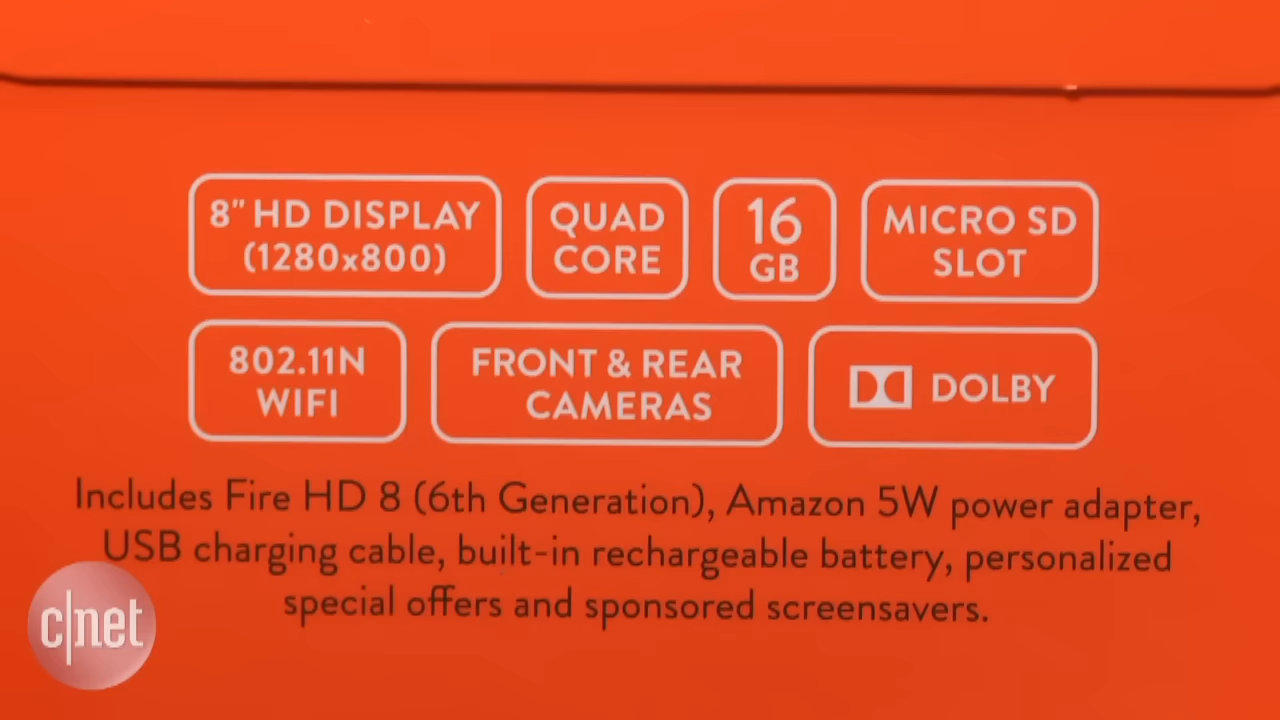 8" HD DISPLAY
(1280x800)
QUAD
CORE
16
GB
MICRO SD
SLOT
802.11N
WIFI
FRONT & REAR
CAMERAS
DOLBY
Includes Fire HD 8 (6th Generation), Amazon 5W power adapter,
USB charging cable, built-in rechargeable battery, personalized
special offers and sponsored screensavers.
c|net